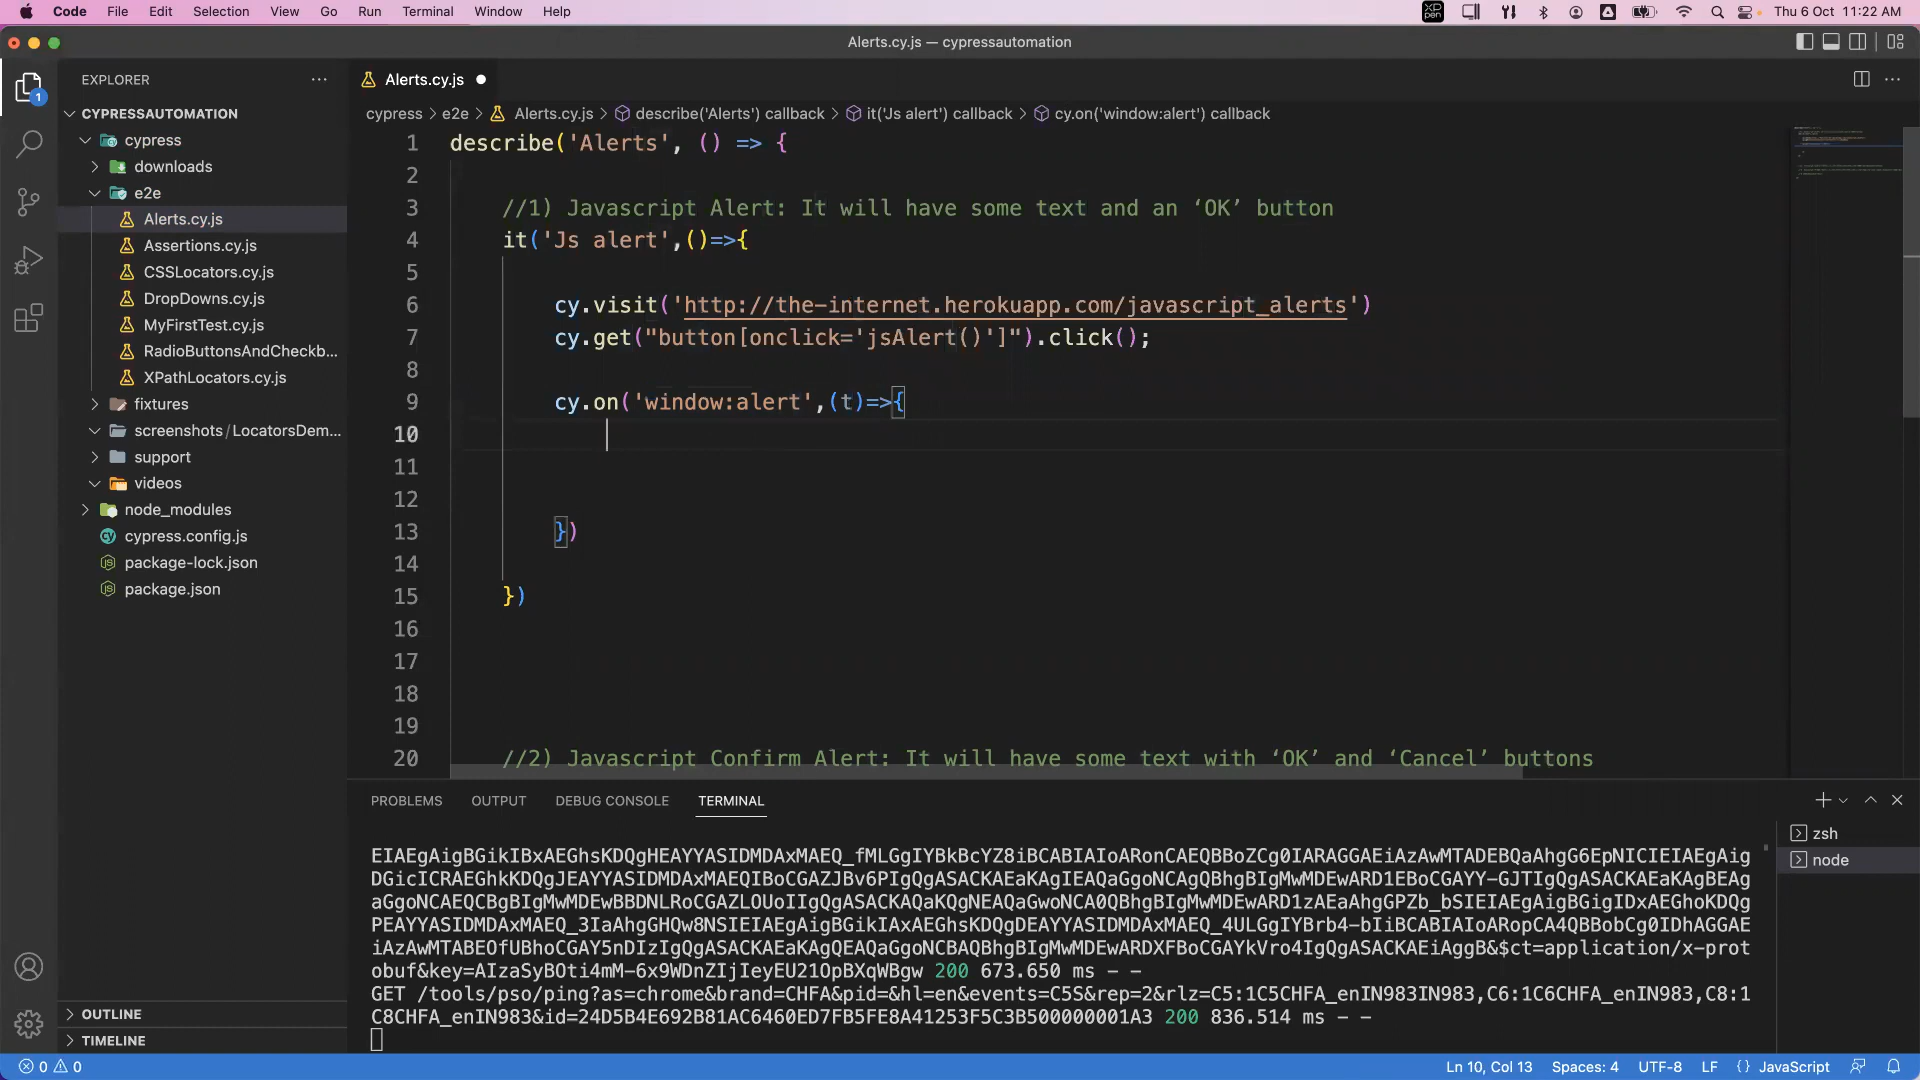 Code File Edit Selection View Go Run Terminal Window Help
XP pen
Thu 6 Oct 11:22 AM
Alerts.cy.js — cypressautomation
1
EXPLORER
CYPRESSAUTOMATION
cypress
downloads
e2e
Alerts.cy.js
Assertions.cy.js
CSSLocators.cy.js
DropDowns.cy.js
MyFirstTest.cy.js
RadioButtonsAndCheckb...
XPathLocators.cy.js
fixtures
screenshots/LocatorsDem...
support
videos
node_modules
cypress.config.js
package-lock.json
package.json
OUTLINE
TIMELINE
Alerts.cy.js
cypress > e2e > Alerts.cy.js > describe('Alerts') callback > it('Js alert') callback > cy.on('window:alert') callback
1 describe('Alerts', () => {
2
3 //1) Javascript Alert: It will have some text and an ‘OK’ button
4 it('Js alert',()=>{
5
6 cy.visit('http://the-internet.herokuapp.com/javascript_alerts')
7 cy.get("button[onclick='jsAlert()']").click();
8
9 cy.on('window:alert',(t)=>{
10
11
12
13 })
14
15 })
16
17
18
19
20 //2) Javascript Confirm Alert: It will have some text with ‘OK’ and ‘Cancel’ buttons
PROBLEMS OUTPUT DEBUG CONSOLE TERMINAL
EIAEgAigBGikIBxAEGhsKDQgHEAYYASIDMDAxMAEQ_fMLGgIYBkBcYZ8iBCABIAIoARonCAEQBBoZCg0IARAGGAEiAzAwMTADEBQaAhgG6EpNICIEIAEgAig
DGicICRAEGhkKDQgJEAYYASIDMDAxMAEQIBoCGAZJBv6PIgQgASACKAEaKAgIEAQaGgoNCAgQBhgBIgMwMDEwARD1EBoCGAYY-GJTIgQgASACKAEaKAgBEAg
aGgoNCAEQCBgBIgMwMDEwBBDNLRoCGAZLOUoIIgQgASACKAQaKQgNEAQaGwoNCA0QBhgBIgMwMDEwARD1zAEaAhgGPZb_bSIEIAEgAigBGigIDxAEGhoKDQg
PEAYYASIDMDAxMAEQ_3IaAhgGHQw8NSIEIAEgAigBGikIAxAEGhsKDQgDEAYYASIDMDAxMAEQ_4ULGgIYBrb4-bIiBCABIAIoARopCA4QBBobCg0IDhAGGAE
iAzAwMTABEOfUBhoCGAY5nDIzIgQgASACKAEaKAgQEAQaGgoNCBAQBhgBIgMwMDEwARDXFBoCGAYkVro4IgQgASACKAEiAggB&$ct=application/x-prot
obuf&key=AIzaSyBOti4mM-6x9WDnZIjIeyEU21OpBXqWBgw 200 673.650 ms - -
GET /tools/pso/ping?as=chrome&brand=CHFA&pid=&hl=en&events=C5S&rep=2&rlz=C5:1C5CHFA_enIN983IN983,C6:1C6CHFA_enIN983,C8:1
C8CHFA_enIN983&id=24D5B4E692B81AC6460ED7FB5FE8A41253F5C3B500000001A3 200 836.514 ms - -
zsh
node
0 0
Ln 10, Col 13 Spaces: 4 UTF-8 LF {} JavaScript